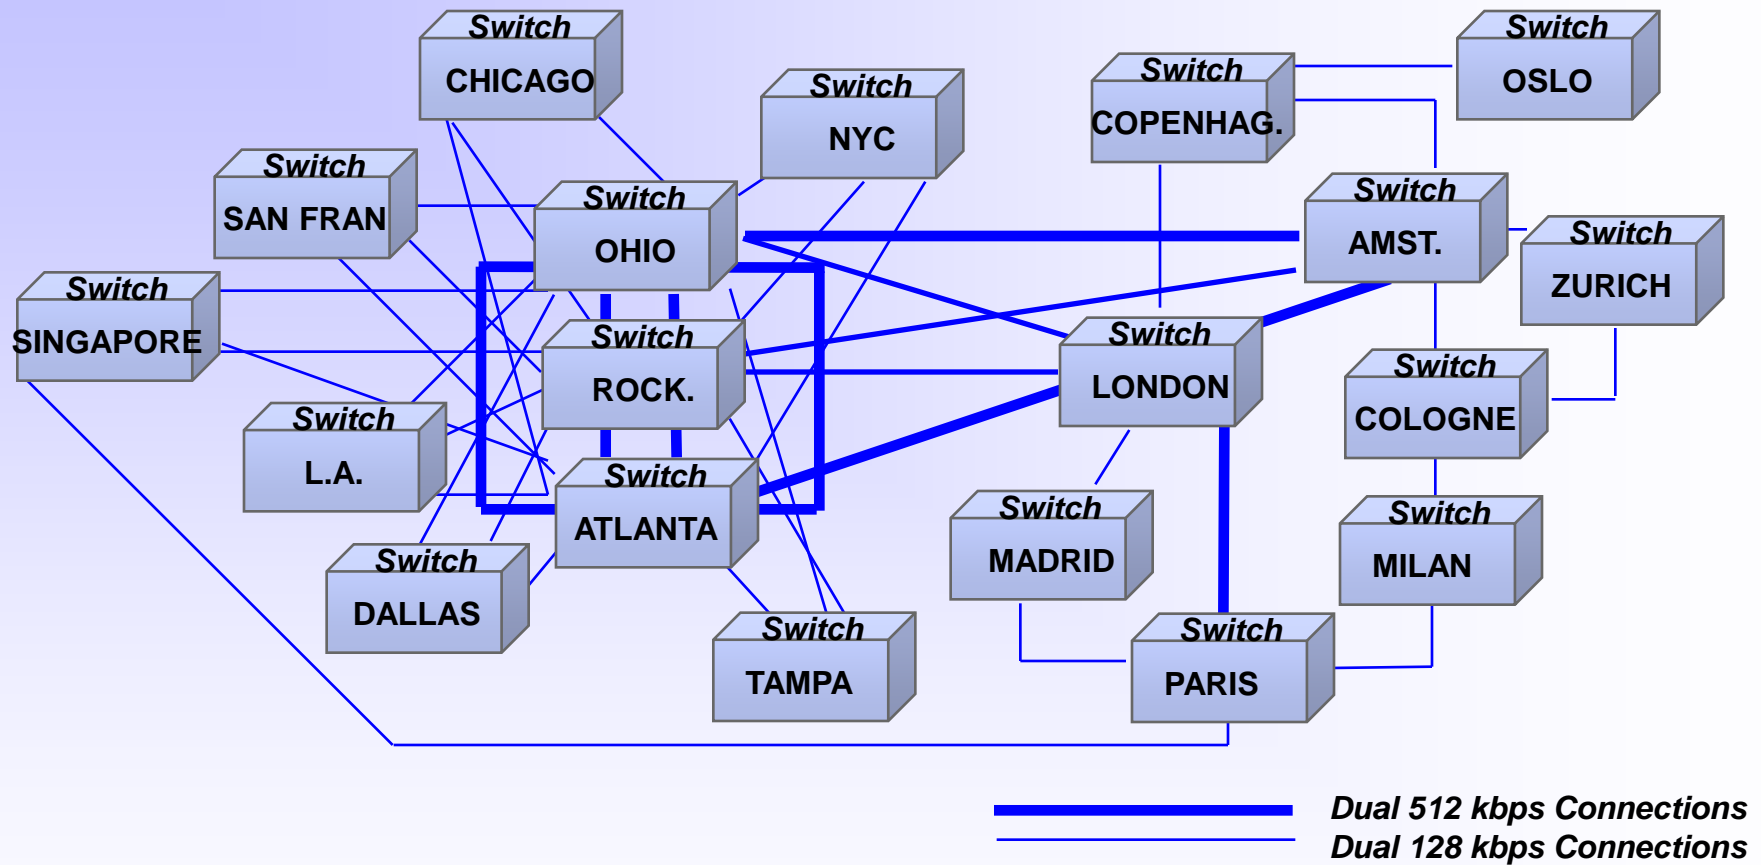 Switch
CHICAGO
Switch
NYC
Switch
COPENHAG.
Switch
OSLO
Switch
SAN FRAN
Switch
OHIO
Switch
AMST.
Switch
ZURICH
Switch
SINGAPORE
Switch
ROCK.
Switch
LONDON
Switch
COLOGNE
Switch
L.A.
Switch
ATLANTA
Switch
MADRID
Switch
MILAN
Switch
DALLAS
Switch
TAMPA
Switch
PARIS
Dual 512 kbps Connections
Dual 128 kbps Connections